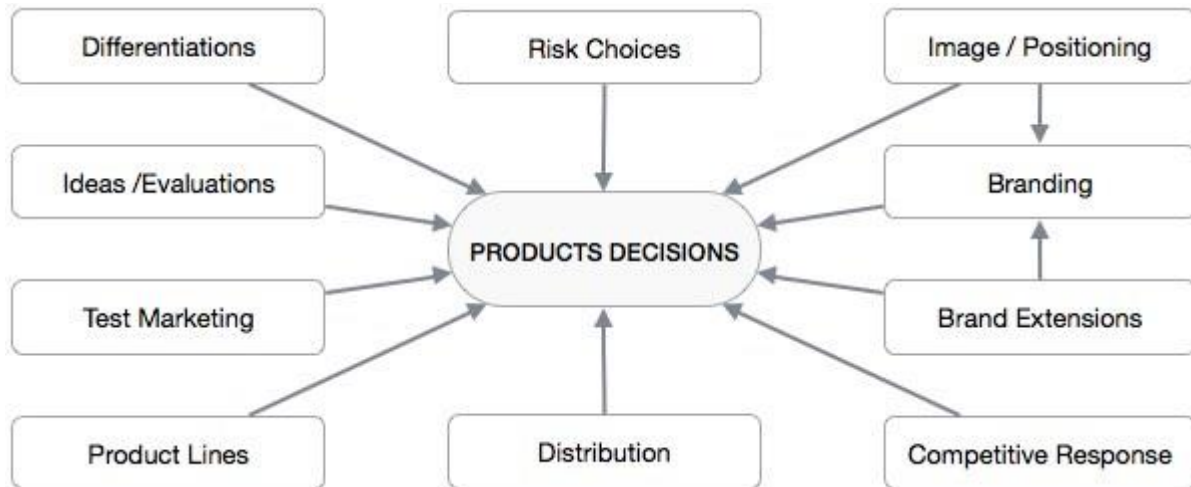 Differentiations
Risk Choices
Image / Positioning
Ideas /Evaluations
Branding
PRODUCTS DECISIONS
Test Marketing
Brand Extensions
Product Lines
Distribution
Competitive Response